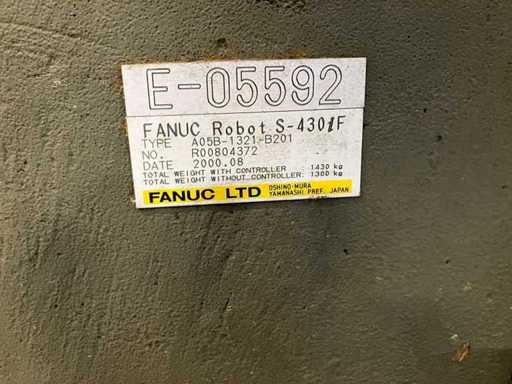 E-05592
FANUC Robot S-430iF
TYPE A05B-1321-B201
NO. R00804372
DATE 2000.08
TOTAL WEIGHT WITH CONTROLLER : 1430 kg
TOTAL WEIGHT WITHOUT CONTROLLER: 1300 kg
FANUC LTD OSHINO-MURA
YAMANASHI PREF. JAPAN